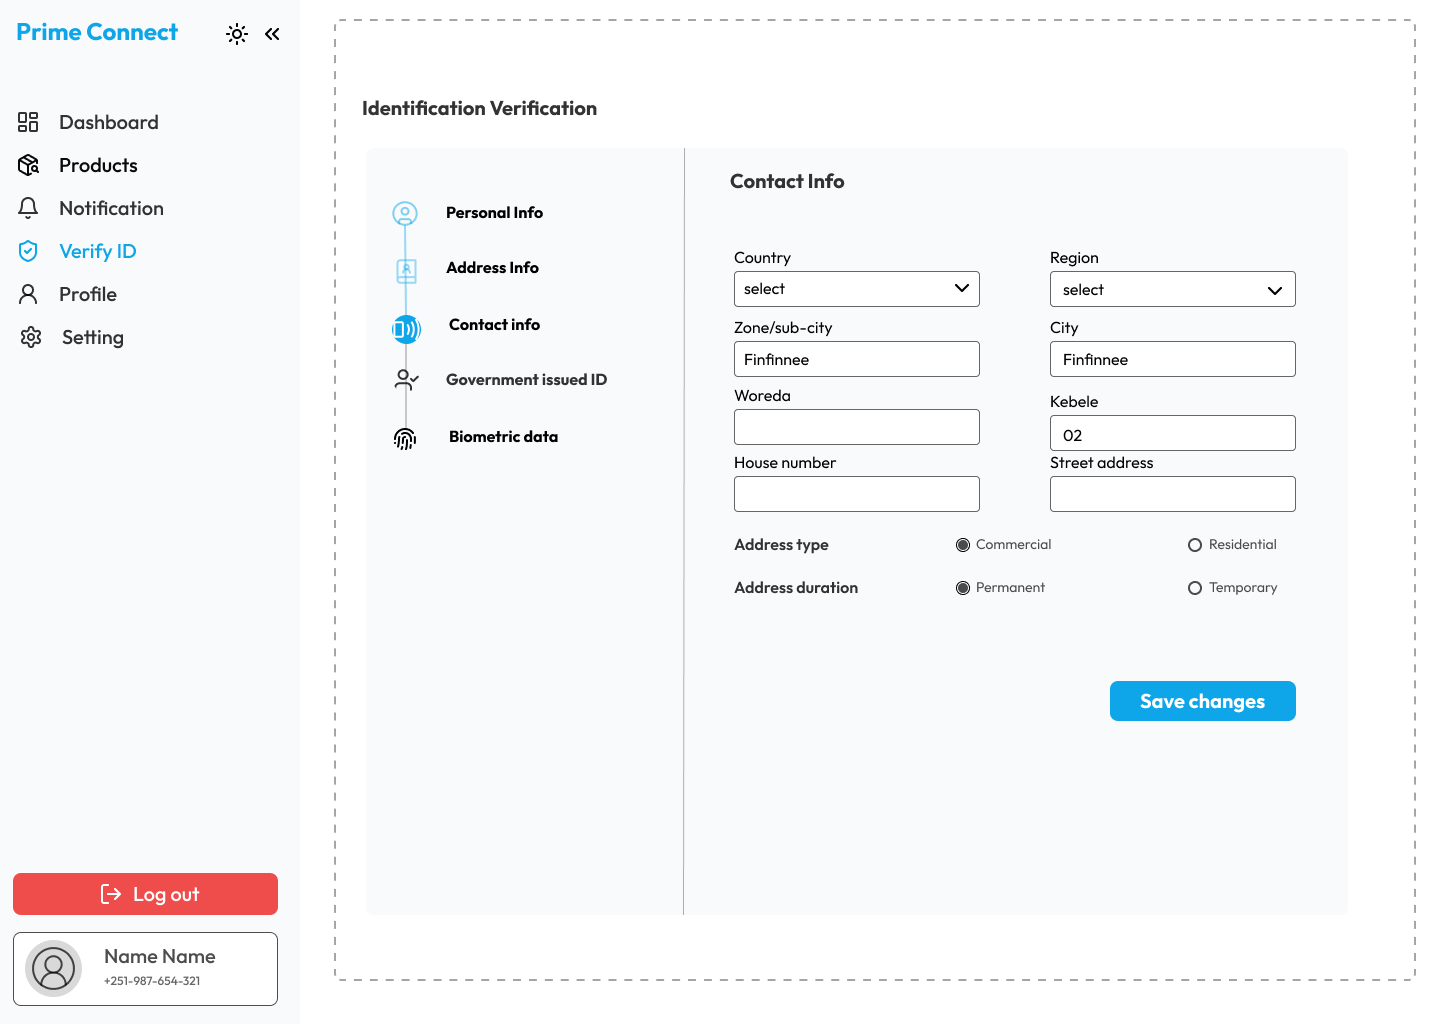 Prime Connect
Dashboard
Products
Notification
Verify ID
Profile
Setting
Log out
Name Name
+251-987-654-321
Identification Verification
Personal Info
Address Info
Contact info
Government issued ID
Biometric data
Contact Info
Country
Region
select
select
Zone/sub-city
City
Finfinnee
Finfinnee
Woreda
Kebele
02
House number
Street address
Address type
Commercial
Residential
Address duration
Permanent
Temporary
Save changes